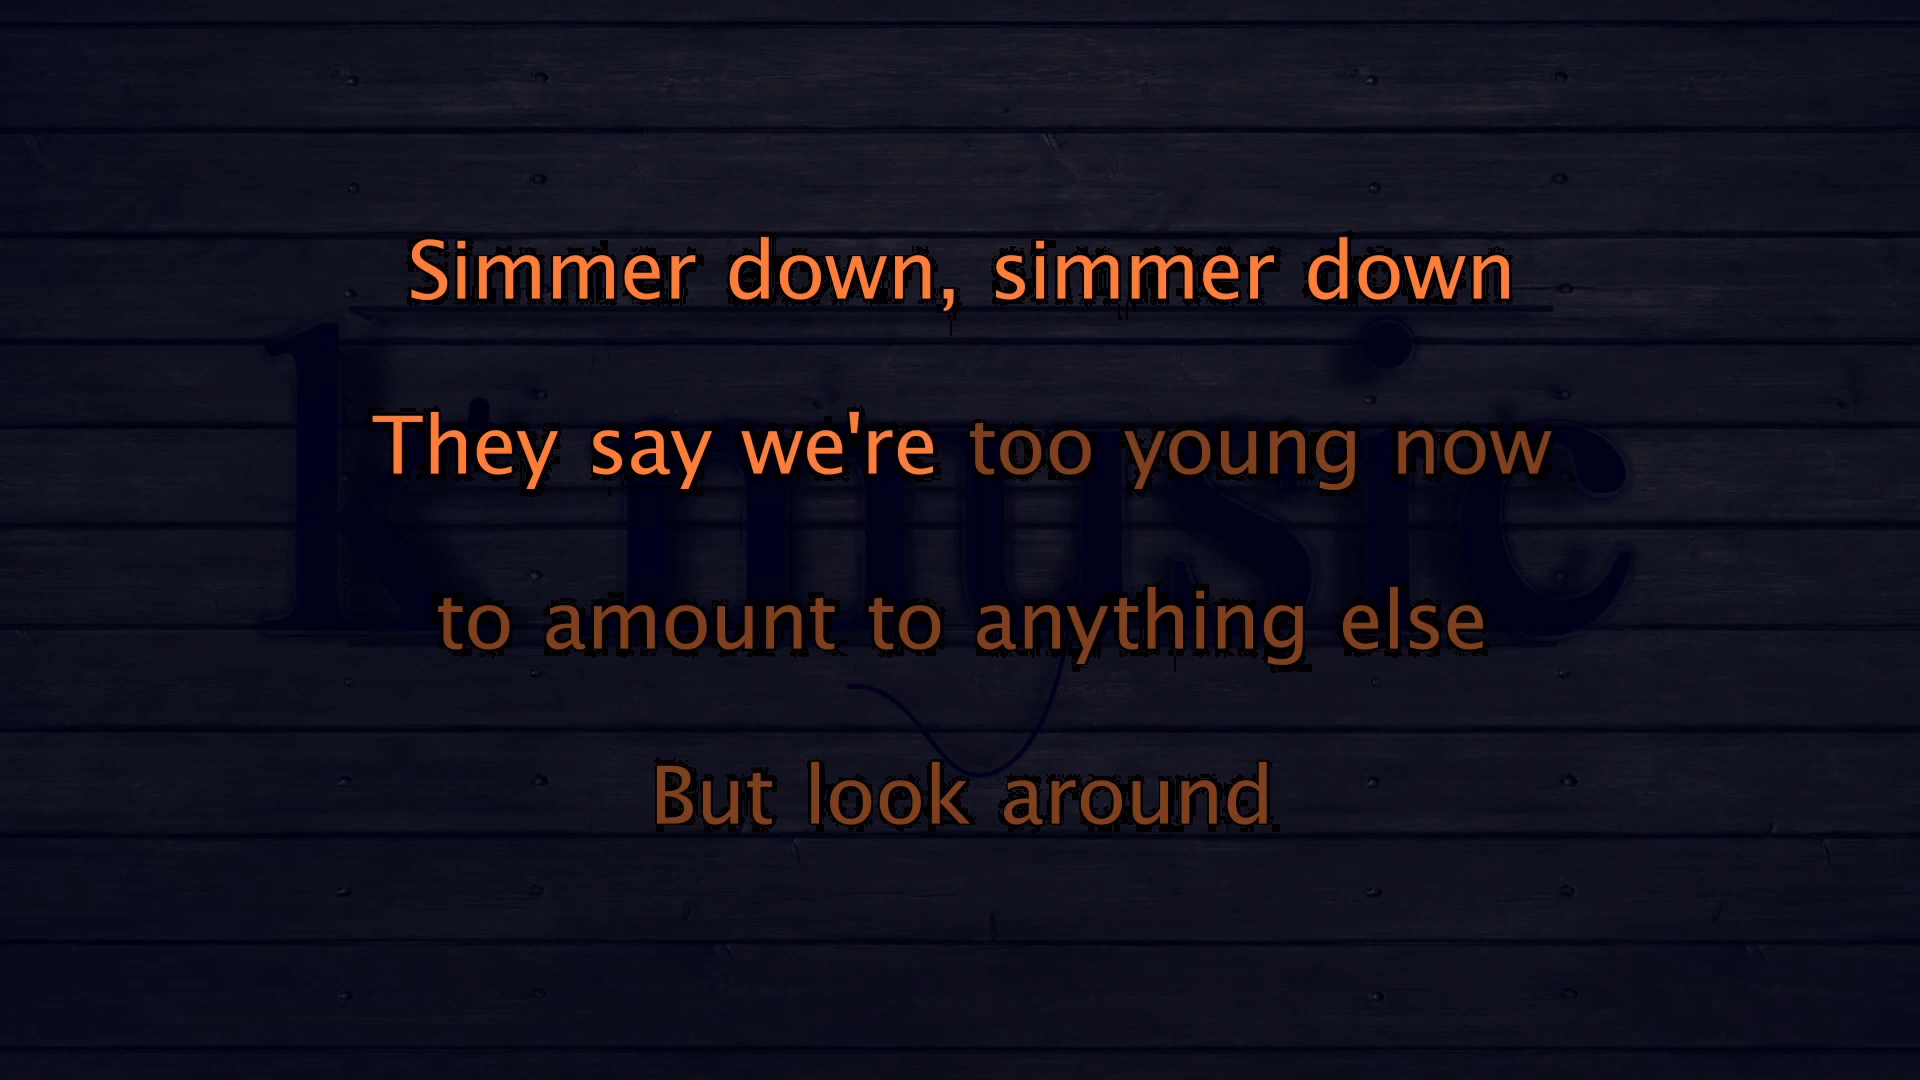 Simmer down, simmer down
They say we're too young now
to amount to anything else
But look around
k'music